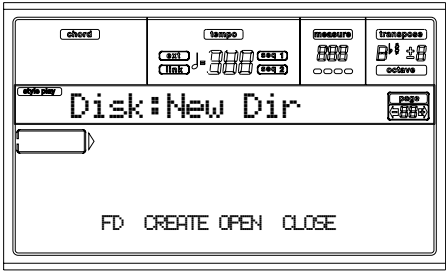 chord tempo measure transpose
ext seq 1
link seq 2
octave
style play
Disk:New Dir
page
FD CREATE OPEN CLOSE